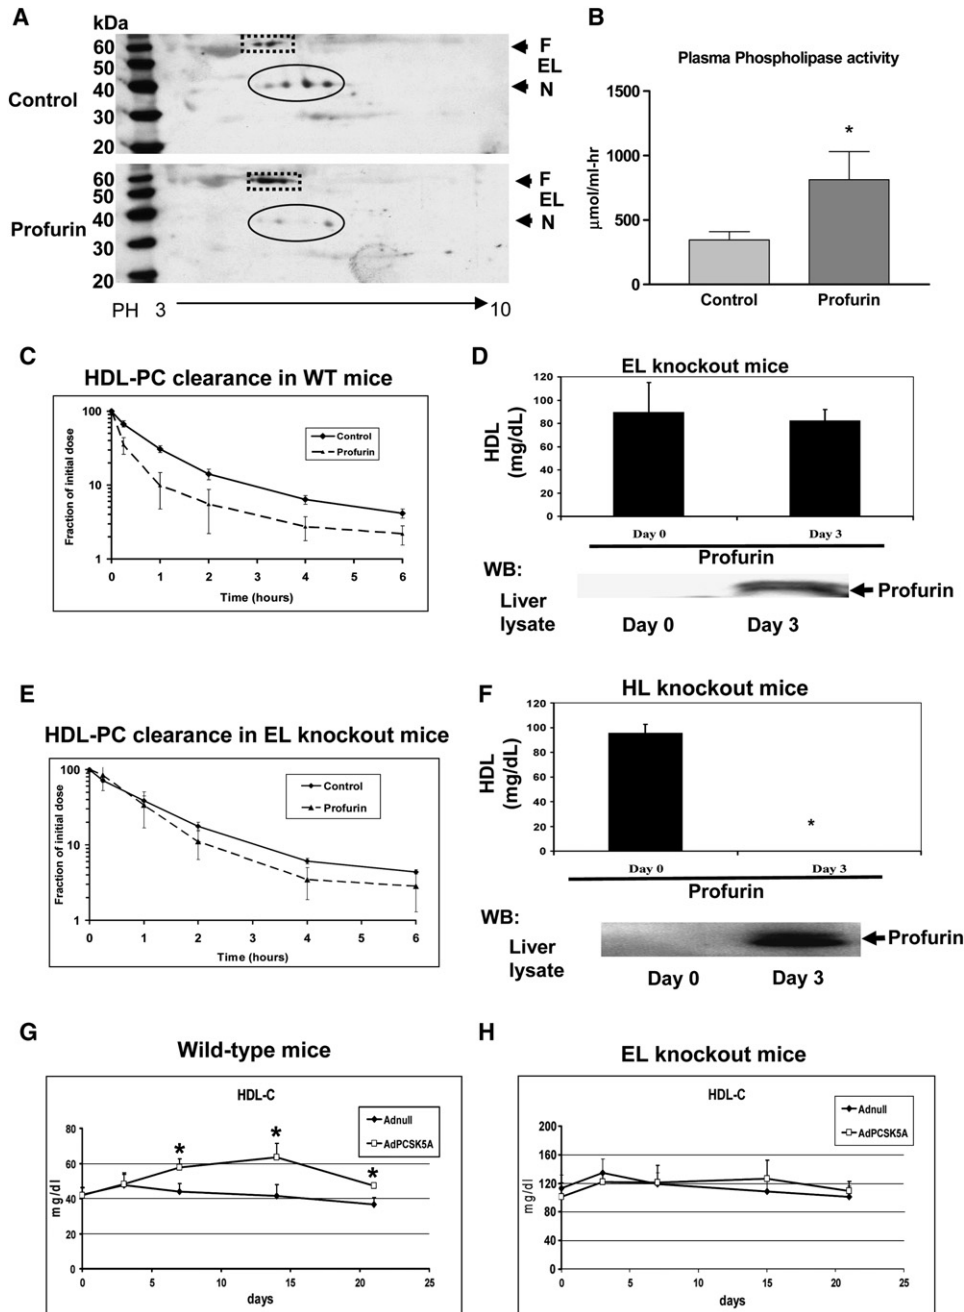 A
kDa
60
50
40
30
20
Control
F
EL
N
60
50
40
30
20
Profurin
F
EL
N
PH 3 10
B
Plasma Phospholipase activity
µmol/ml-hr
1500
1000
500
0
*
Control Profurin
C
HDL-PC clearance in WT mice
Fraction of initial dose
100
10
1
Control
Profurin
0 1 2 3 4 5 6
Time (hours)
D
EL knockout mice
HDL
(mg/dL)
120
100
80
60
40
20
0
Day 0 Day 3
Profurin
WB:
Liver
lysate
Profurin
Day 0 Day 3
E
HDL-PC clearance in EL knockout mice
Fraction of initial dose
100
10
1
Control
Profurin
0 1 2 3 4 5 6
Time (hours)
F
HL knockout mice
HDL
(mg/dL)
120
100
80
60
40
20
0
*
Day 0 Day 3
Profurin
WB:
Liver
lysate
Profurin
Day 0 Day 3
G
Wild-type mice
HDL-C
Adnull
AdPCSK5A
mg/dl
80
60
40
20
0
* * *
0 5 10 15 20 25
days
H
EL knockout mice
HDL-C
Adnull
AdPCSK5A
mg/dl
200
160
120
80
40
0
0 5 10 15 20 25
days